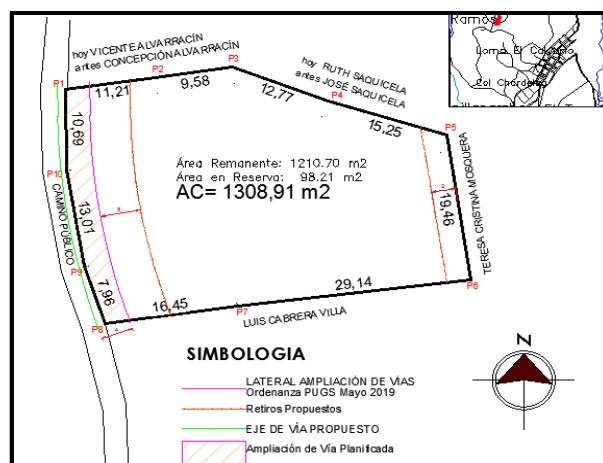 hoy VICENTE ALVARRACÍN
antes CONCEPCIÓN ALVARRACÍN
P1
P2
P3
11,21
9,58
hoy RUTH SAQUICELA
antes JOSÉ SAQUICELA
12,77
P4
15,25
P5
10,69
P10
Área Remanente: 1210.70 m2
Área en Reserva: 98.21 m2
AC= 1308,91 m2
19,46
TERESA CRISTINA MOSQUERA
CAMINO PÚBLICO
13,01
P9
7,96
P8
16,45
P7
29,14
P6
LUIS CABRERA VILLA
Ramos
Loma El Calvario
Col Chordeleg
SIMBOLOGIA
LATERAL AMPLIACIÓN DE VÍAS
Ordenanza PUGS Mayo 2019
Retiros Propuestos
EJE DE VÍA PROPUESTO
Ampliación de Vía Planificada
N